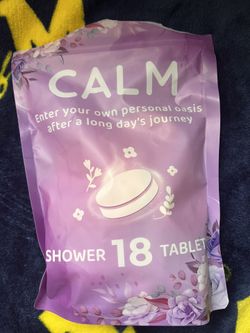 CALM
Enter your own personal oasis
after a long day's journey
SHOWER 18 TABLET